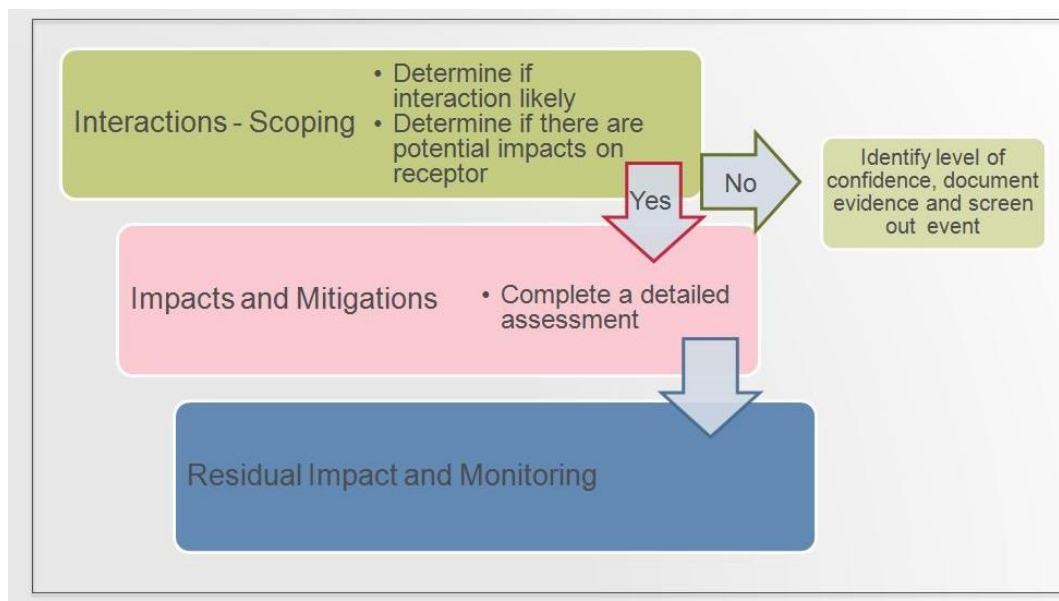 Interactions - Scoping
• Determine if
interaction likely
• Determine if there are
potential impacts on
receptor
Yes
No
Identify level of
confidence, document
evidence and screen
out event
Impacts and Mitigations
• Complete a detailed
assessment
Residual Impact and Monitoring